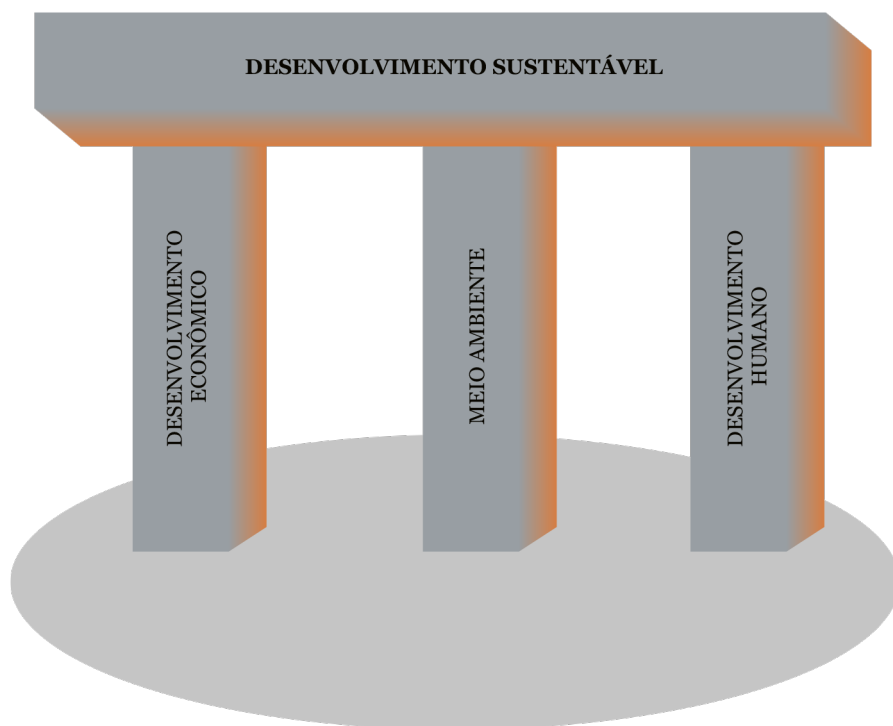 DESENVOLVIMENTO SUSTENTÁVEL
DESENVOLVIMENTO
ECONÔMICO
MEIO AMBIENTE
DESENVOLVIMENTO
HUMANO